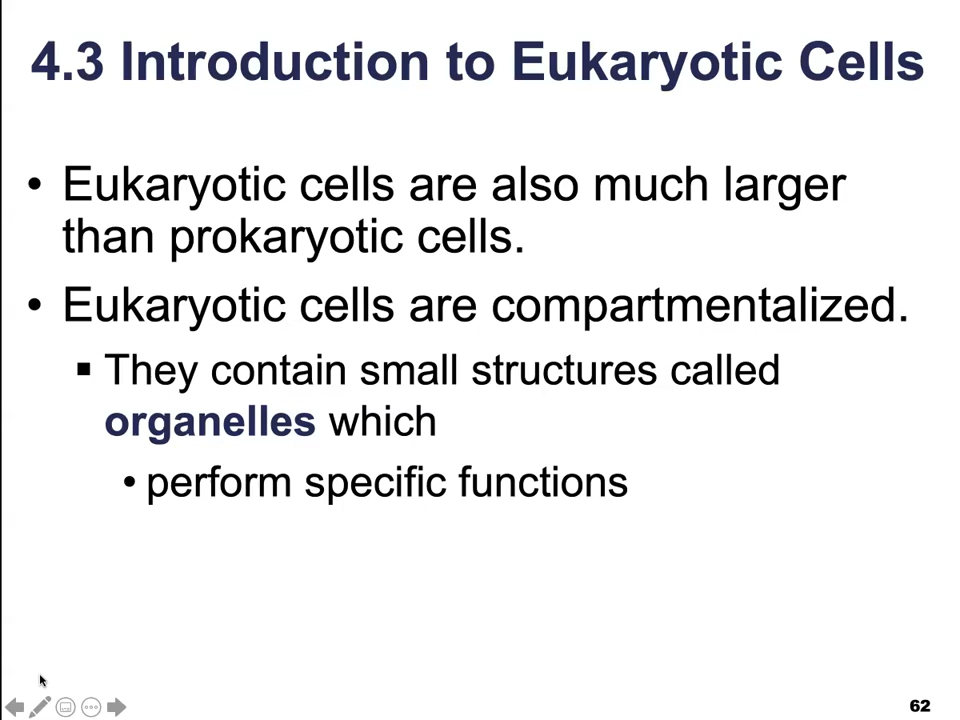 4.3 Introduction to Eukaryotic Cells
• Eukaryotic cells are also much larger
than prokaryotic cells.
• Eukaryotic cells are compartmentalized.
▪ They contain small structures called
organelles which
• perform specific functions
62